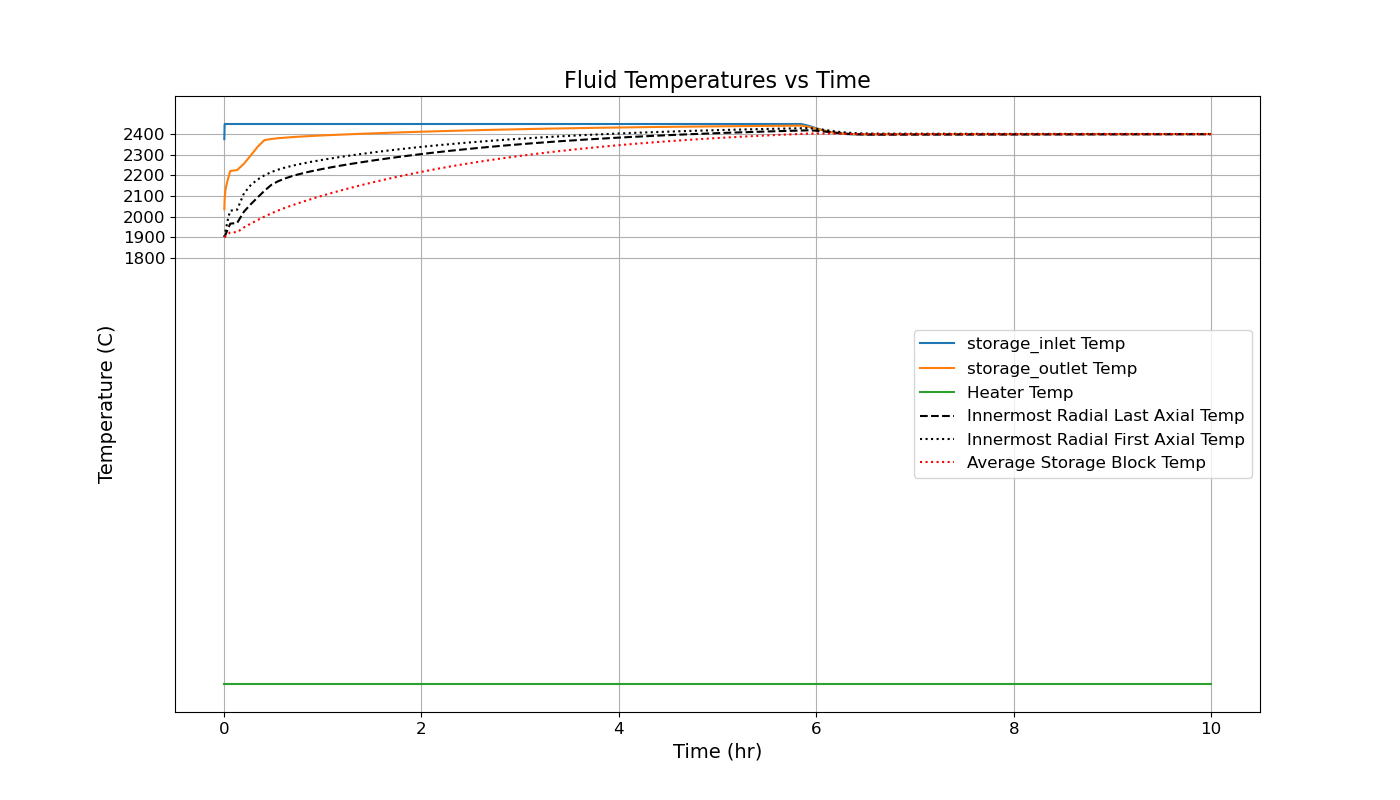 Fluid Temperatures vs Time
Temperature (C)
2400
2300
2200
2100
2000
1900
1800
storage_inlet Temp
storage_outlet Temp
Heater Temp
Innermost Radial Last Axial Temp
Innermost Radial First Axial Temp
Average Storage Block Temp
0 2 4 6 8 10
Time (hr)